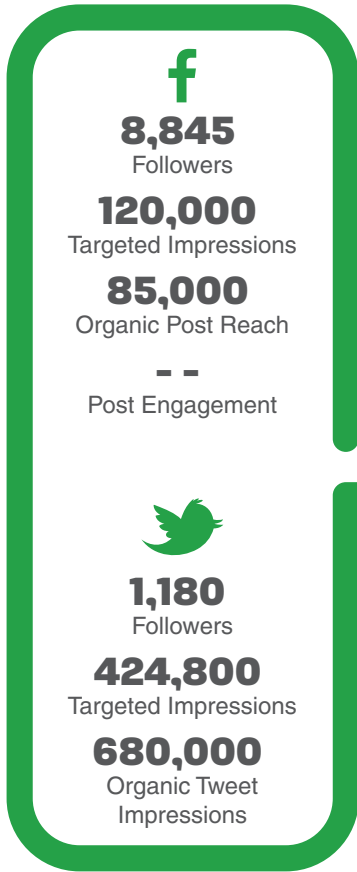 8,845
Followers
120,000
Targeted Impressions
85,000
Organic Post Reach
- -
Post Engagement
1,180
Followers
424,800
Targeted Impressions
680,000
Organic Tweet
Impressions